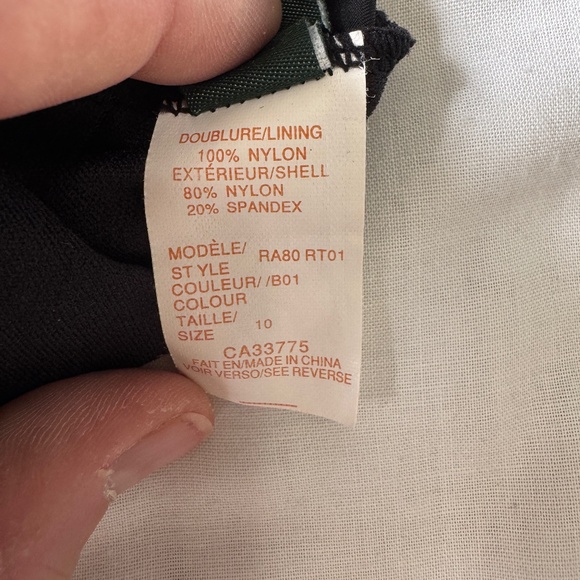 DOUBLURE/LINING
100% NYLON
EXTÉRIEUR/SHELL
80% NYLON
20% SPANDEX
MODÈLE/ RA80 RT01
STYLE
COULEUR/ /B01
COLOUR
TAILLE/ 10
SIZE
CA33775
FAIT EN/MADE IN CHINA
VOIR VERSO/SEE REVERSE